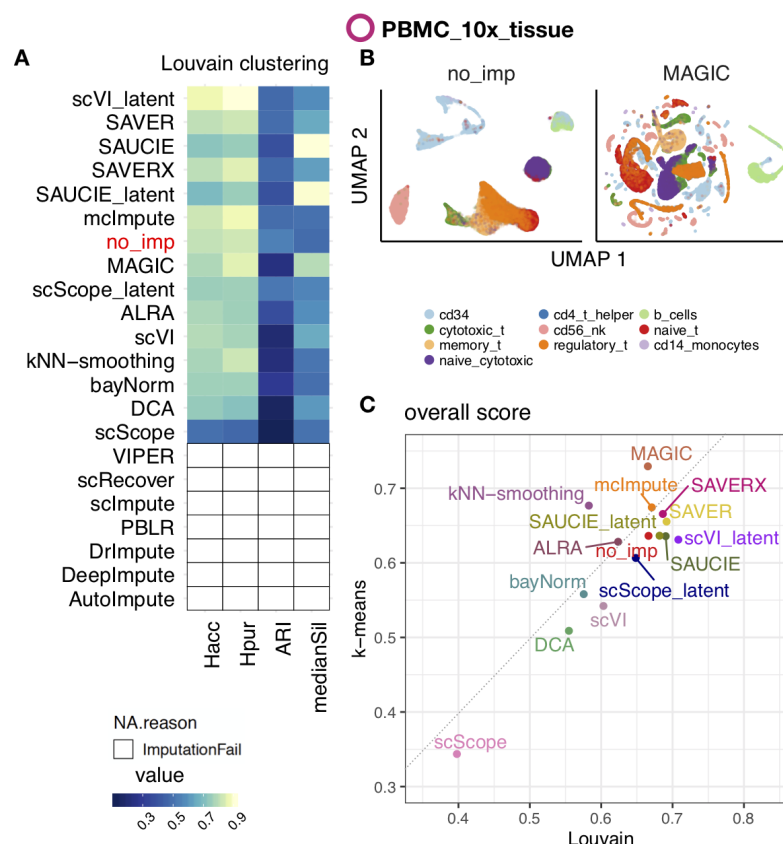 PBMC_10x_tissue
A
Louvain clustering
scVI_latent
SAVER
SAUCIE
SAVERX
SAUCIE_latent
mcImpute
no_imp
MAGIC
scScope_latent
ALRA
scVI
kNN−smoothing
bayNorm
DCA
scScope
VIPER
scRecover
scImpute
PBLR
DrImpute
DeepImpute
AutoImpute
Hacc
Hpur
ARI
medianSil
NA.reason
ImputationFail
value
0.3 0.5 0.7 0.9
B
no_imp MAGIC
UMAP 2
UMAP 1
cd34 cd4_t_helper b_cells
cytotoxic_t cd56_nk naive_t
memory_t regulatory_t cd14_monocytes
naive_cytotoxic
C
overall score
MAGIC
mcImpute
SAVERX
kNN−smoothing
SAVER
SAUCIE_latent
scVI_latent
ALRA
no_imp
SAUCIE
bayNorm
scScope_latent
scVI
DCA
scScope
k−means
0.7
0.6
0.5
0.4
0.3
0.4 0.5 0.6 0.7 0.8
Louvain